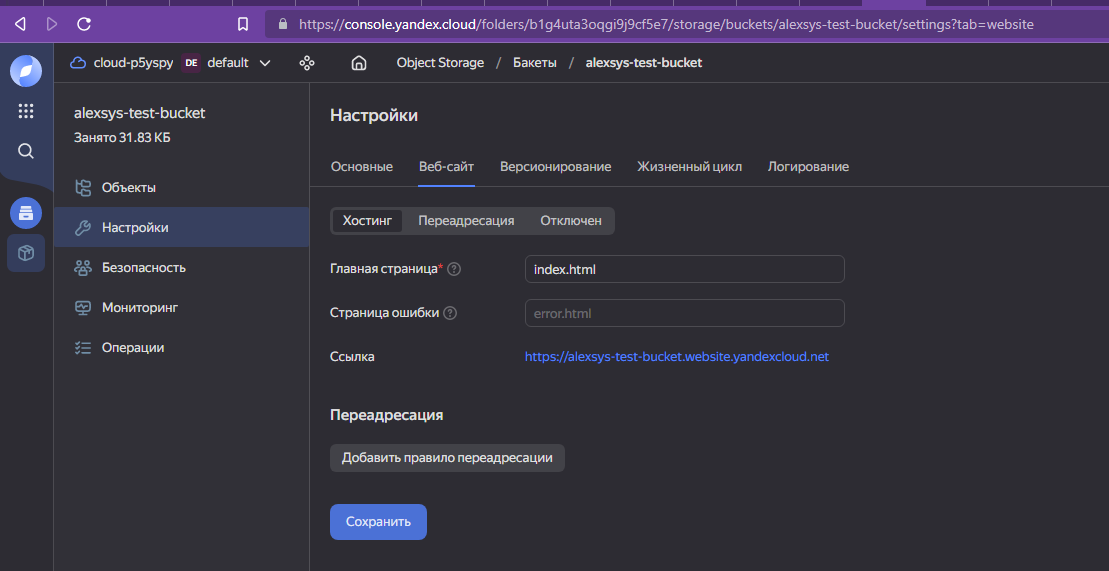 https://console.yandex.cloud/folders/b1g4uta3oqgi9j9cf5e7/storage/buckets/alexsys-test-bucket/settings?tab=website
cloud-p5yspy DE default Object Storage / Бакеты / alexsys-test-bucket
alexsys-test-bucket
Занято 31.83 КБ
Объекты
Настройки
Безопасность
Мониторинг
Операции
Настройки
Основные Веб-сайт Версионирование Жизненный цикл Логирование
Хостинг Переадресация Отключен
Главная страница* index.html
Страница ошибки error.html
Ссылка https://alexsys-test-bucket.website.yandexcloud.net
Переадресация
Добавить правило переадресации
Сохранить